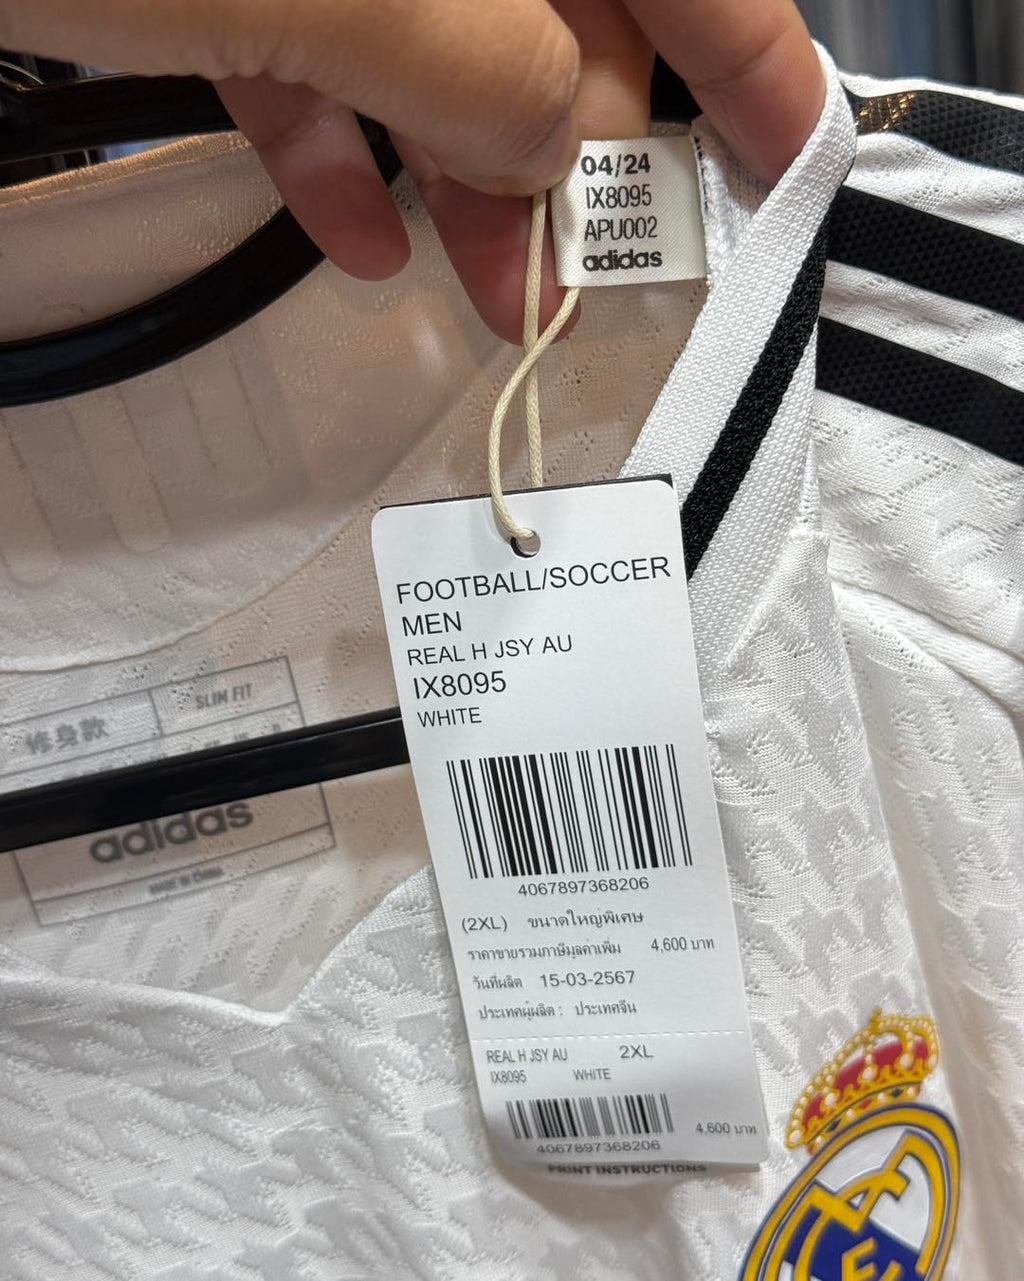 04/24
IX8095
APU002
adidas
FOOTBALL/SOCCER
MEN
REAL H JSY AU
IX8095
WHITE
4067897368206
(2XL) ขนาดใหญ่พิเศษ
ราคาขายรวมภาษีมูลค่าเพิ่ม 4,600 บาท
วันที่ผลิต 15-03-2567
ประเทศผู้ผลิต : ประเทศจีน
REAL H JSY AU 2XL
IX8095 WHITE
4,600 บาท
4067897368206
PRINT INSTRUCTIONS
修身款 SLIM FIT
adidas
MADE IN CHINA